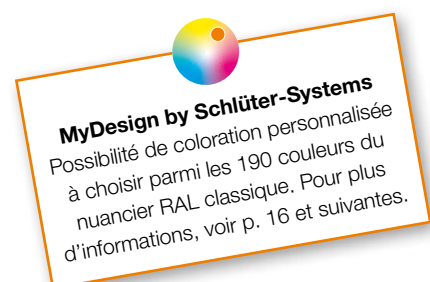 MyDesign by Schlüter-Systems
Possibilité de coloration personnalisée
à choisir parmi les 190 couleurs du
nuancier RAL classique. Pour plus
d'informations, voir p. 16 et suivantes.